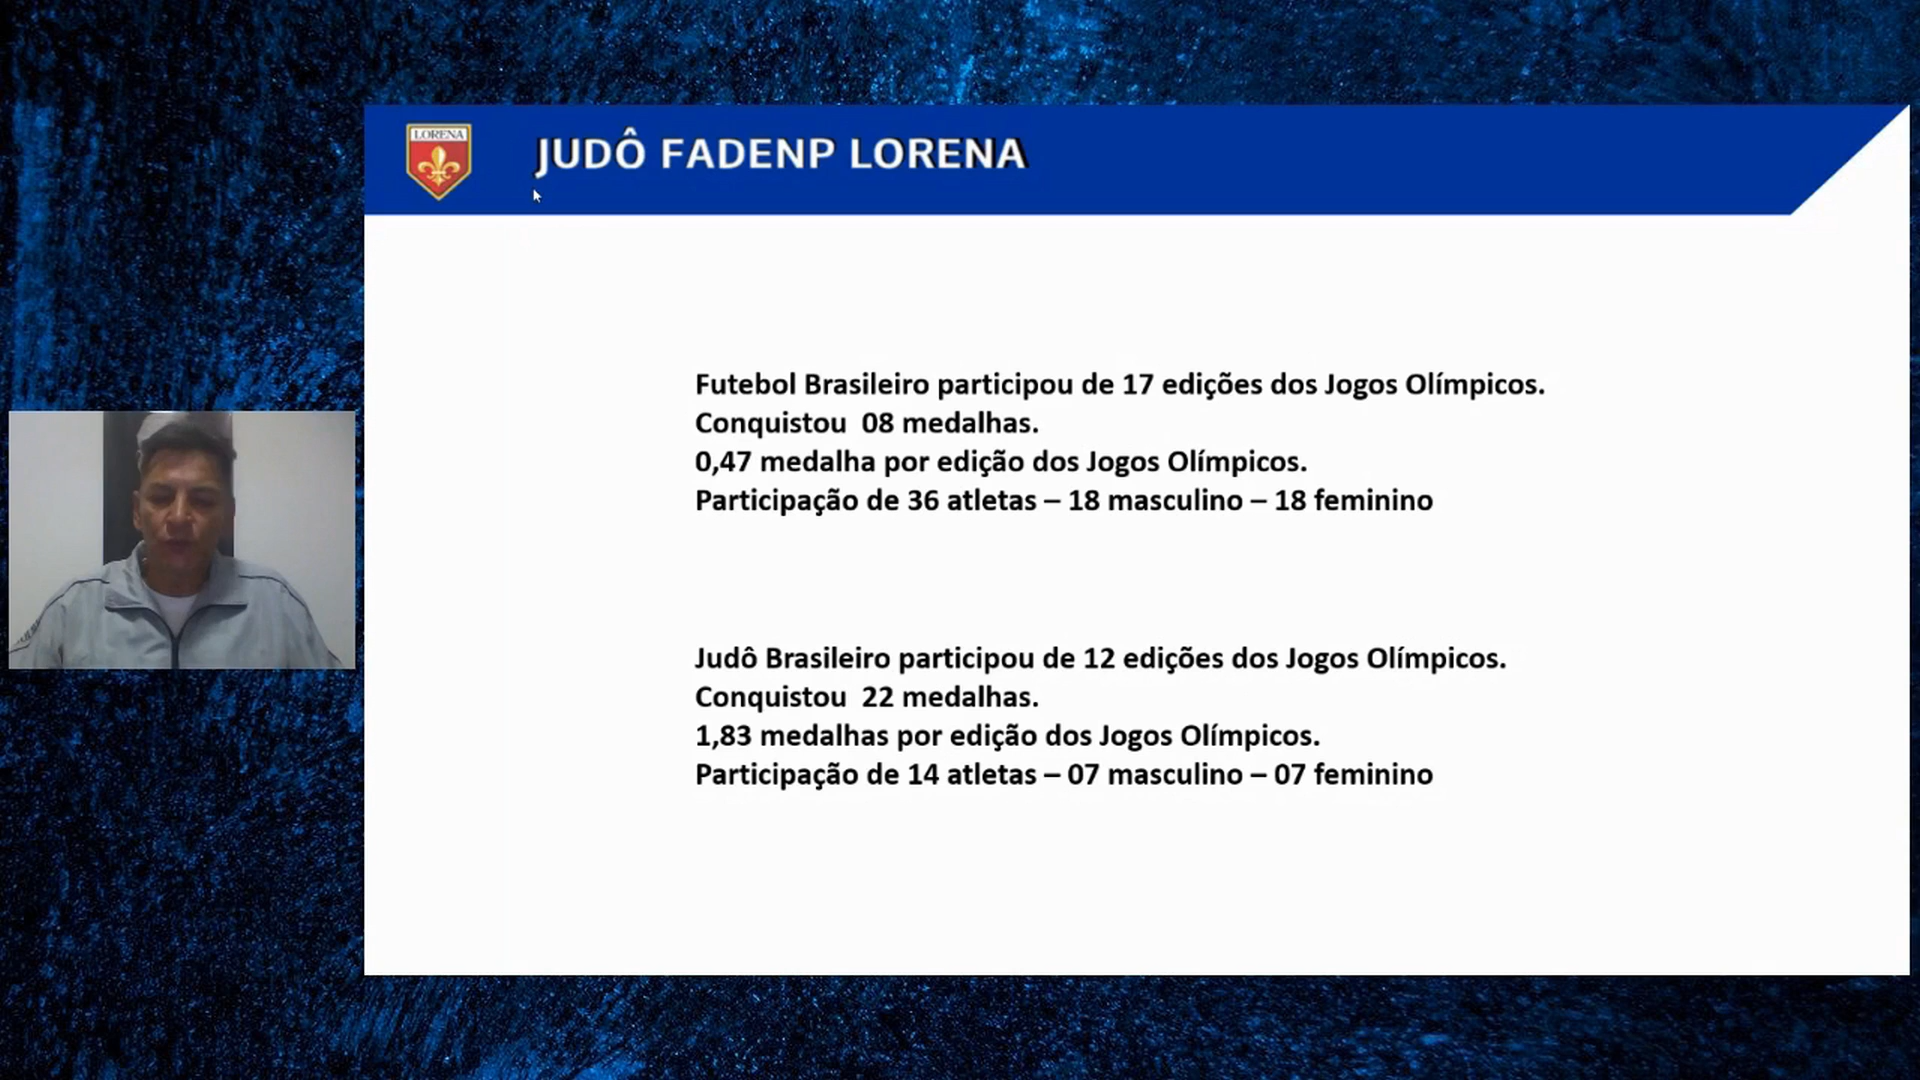 LORENA
JUDÔ FADENP LORENA
Futebol Brasileiro participou de 17 edições dos Jogos Olímpicos.
Conquistou  08 medalhas.
0,47 medalha por edição dos Jogos Olímpicos.
Participação de 36 atletas – 18 masculino – 18 feminino
Judô Brasileiro participou de 12 edições dos Jogos Olímpicos.
Conquistou  22 medalhas.
1,83 medalhas por edição dos Jogos Olímpicos.
Participação de 14 atletas – 07 masculino – 07 feminino